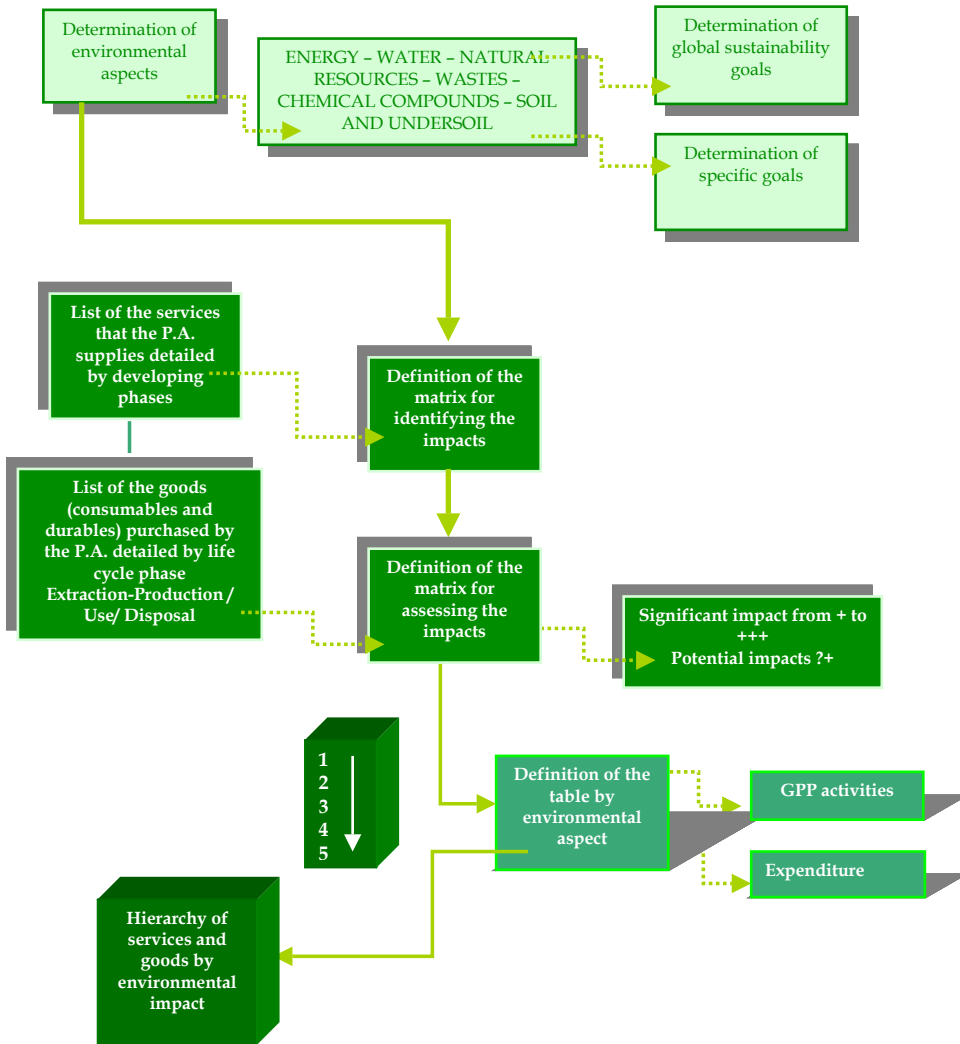 Determination of
environmental
aspects
ENERGY – WATER – NATURAL
RESOURCES – WASTES –
CHEMICAL COMPOUNDS – SOIL
AND UNDERSOIL
Determination of
global sustainability
goals
Determination of
specific goals
List of the services
that the P.A.
supplies detailed
by developing
phases
Definition of the
matrix for
identifying the
impacts
List of the goods
(consumables and
durables) purchased by
the P.A. detailed by life
cycle phase
Extraction-Production /
Use/ Disposal
Definition of the
matrix for
assessing the
impacts
Significant impact from + to
+++
Potential impacts ?+
1
2
3
4
5
Definition of the
table by
environmental
aspect
GPP activities
Expenditure
Hierarchy of
services and
goods by
environmental
impact